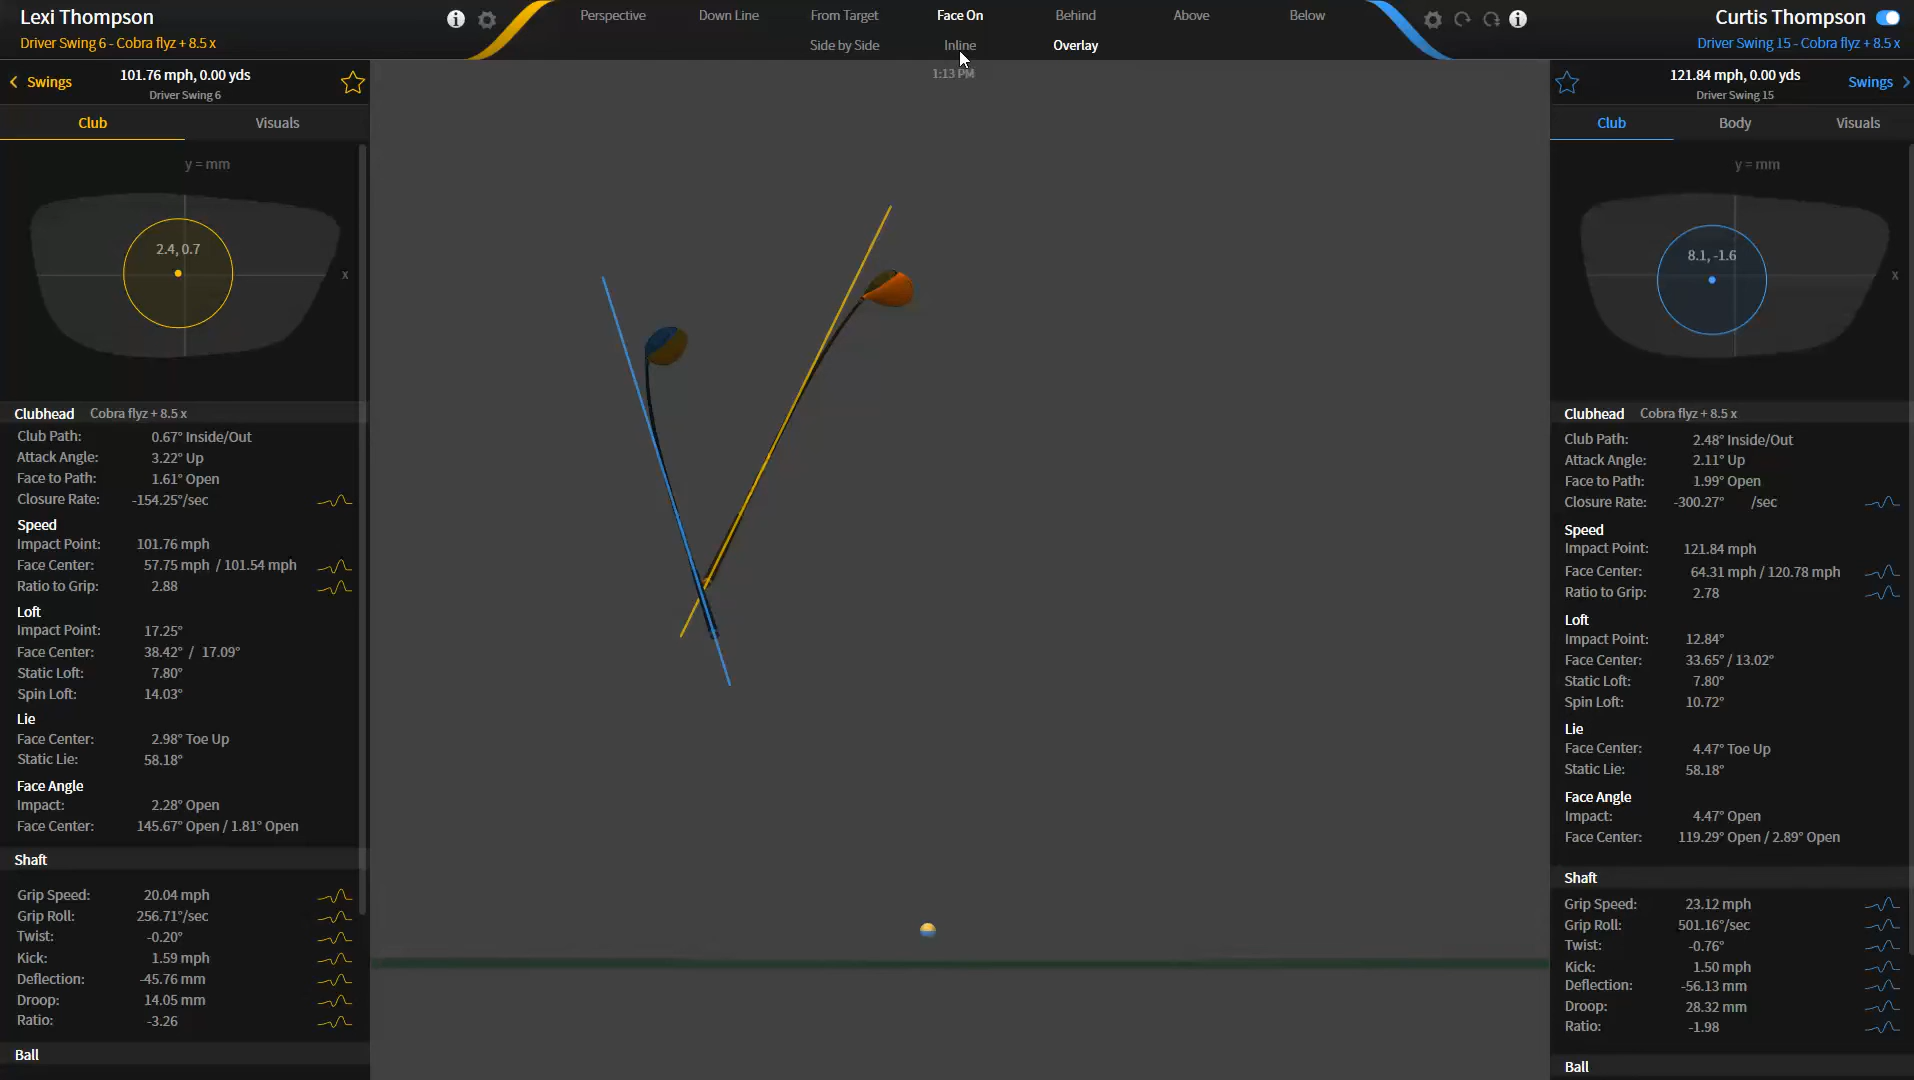 Lexi Thompson
Driver Swing 6 - Cobra flyz + 8.5 x
Perspective
Down Line
From Target
Face On
Behind
Above
Below
Side by Side
Inline
Overlay
1:13 PM
Curtis Thompson
Driver Swing 15 - Cobra flyz + 8.5 x
Swings
101.76 mph, 0.00 yds
Driver Swing 6
Club
Visuals
y = mm
2.4, 0.7
x
Clubhead Cobra flyz + 8.5 x
Club Path: 0.67° Inside/Out
Attack Angle: 3.22° Up
Face to Path: 1.61° Open
Closure Rate: -154.25°/sec
Speed
Impact Point: 101.76 mph
Face Center: 57.75 mph / 101.54 mph
Ratio to Grip: 2.88
Loft
Impact Point: 17.25°
Face Center: 38.42° / 17.09°
Static Loft: 7.80°
Spin Loft: 14.03°
Lie
Face Center: 2.98° Toe Up
Static Lie: 58.18°
Face Angle
Impact: 2.28° Open
Face Center: 145.67° Open / 1.81° Open
Shaft
Grip Speed: 20.04 mph
Grip Roll: 256.71°/sec
Twist: -0.20°
Kick: 1.59 mph
Deflection: -45.76 mm
Droop: 14.05 mm
Ratio: -3.26
Ball
121.84 mph, 0.00 yds
Driver Swing 15
Swings
Club
Body
Visuals
y = mm
8.1, -1.6
x
Clubhead Cobra flyz + 8.5 x
Club Path: 2.48° Inside/Out
Attack Angle: 2.11° Up
Face to Path: 1.99° Open
Closure Rate: -300.27° /sec
Speed
Impact Point: 121.84 mph
Face Center: 64.31 mph / 120.78 mph
Ratio to Grip: 2.78
Loft
Impact Point: 12.84°
Face Center: 33.65° / 13.02°
Static Loft: 7.80°
Spin Loft: 10.72°
Lie
Face Center: 4.47° Toe Up
Static Lie: 58.18°
Face Angle
Impact: 4.47° Open
Face Center: 119.29° Open / 2.89° Open
Shaft
Grip Speed: 23.12 mph
Grip Roll: 501.16°/sec
Twist: -0.76°
Kick: 1.50 mph
Deflection: -56.13 mm
Droop: 28.32 mm
Ratio: -1.98
Ball